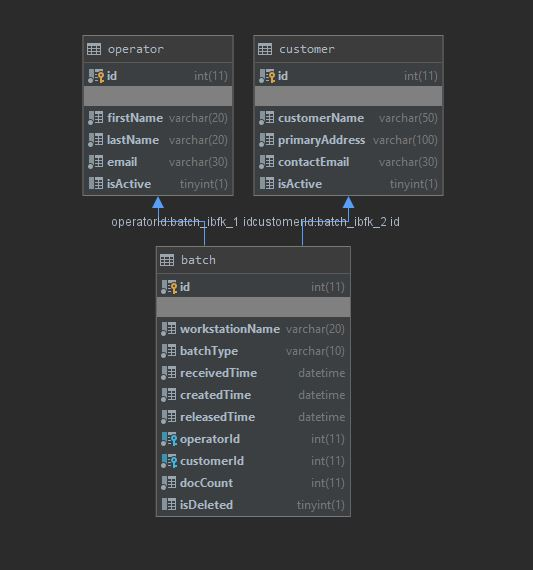 operator
id int(11)
firstName varchar(20)
lastName varchar(20)
email varchar(30)
isActive tinyint(1)
customer
id int(11)
customerName varchar(50)
primaryAddress varchar(100)
contactEmail varchar(30)
isActive tinyint(1)
operatorId:batch_ibfk_1 id
customerId:batch_ibfk_2 id
batch
id int(11)
workstationName varchar(20)
batchType varchar(10)
receivedTime datetime
createdTime datetime
releasedTime datetime
operatorId int(11)
customerId int(11)
docCount int(11)
isDeleted tinyint(1)